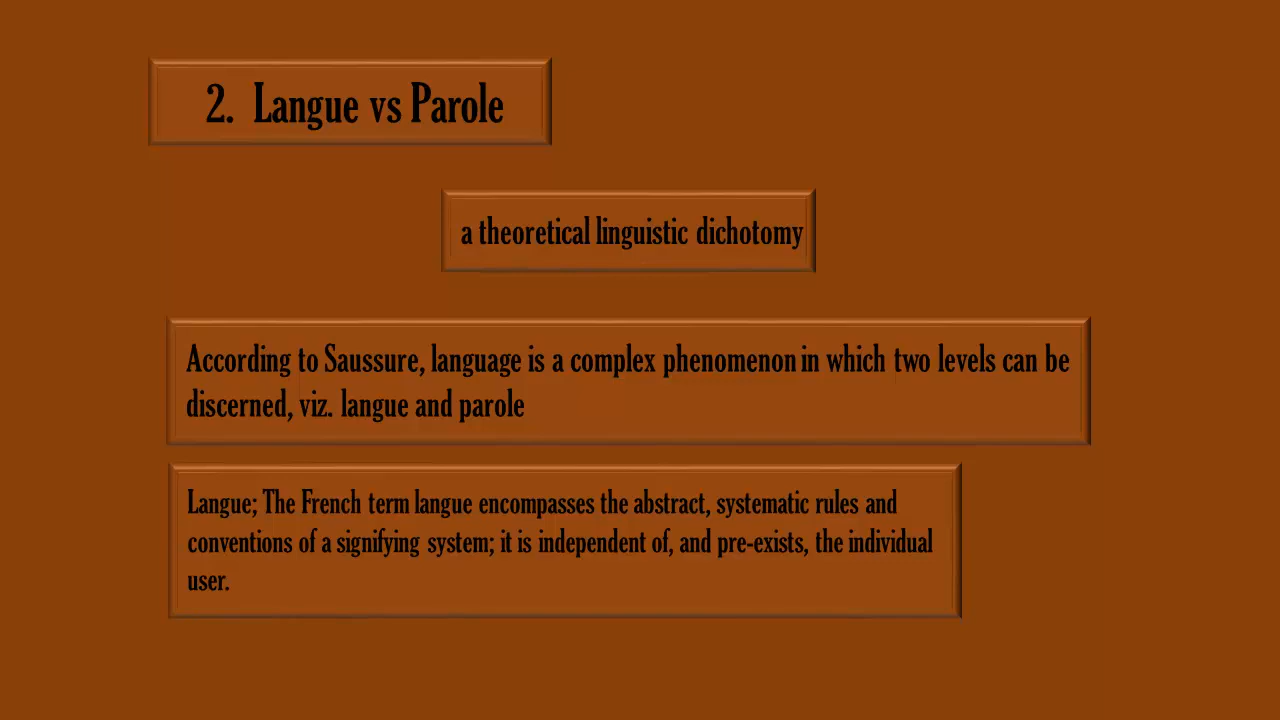 2. Langue vs Parole
a theoretical linguistic dichotomy
According to Saussure, language is a complex phenomenon in which two levels can be
discerned, viz. langue and parole
Langue; The French term langue encompasses the abstract, systematic rules and
conventions of a signifying system; it is independent of, and pre-exists, the individual
user.